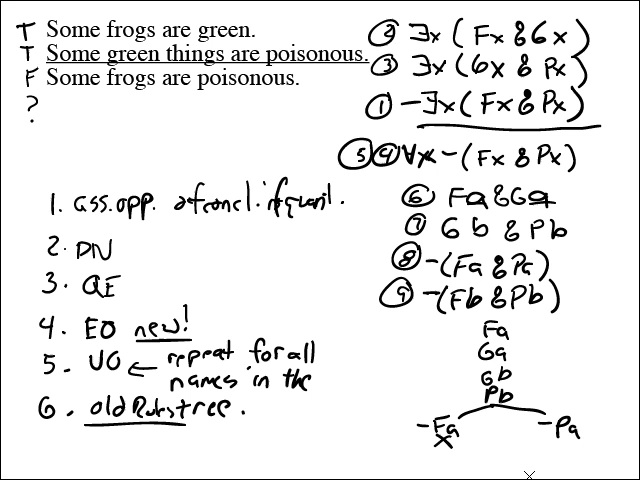 T Some frogs are green.
T Some green things are poisonous.
F Some frogs are poisonous.
?
1. ass. opp. of concl. if quant.
2. DN
3. QE
4. EO new!
5. UO ← repeat for all
names in the
6. old Rules tree.
② ∃x (Fx & Gx)
③ ∃x (Gx & Px)
① -∃x (Fx & Px)
⑤④ ∀x -(Fx & Px)
⑥ Fa & Ga
⑦ Gb & Pb
⑧ -(Fa & Pa)
⑨ -(Fb & Pb)
Fa
Ga
Gb
Pb
-Fa -Pa
X